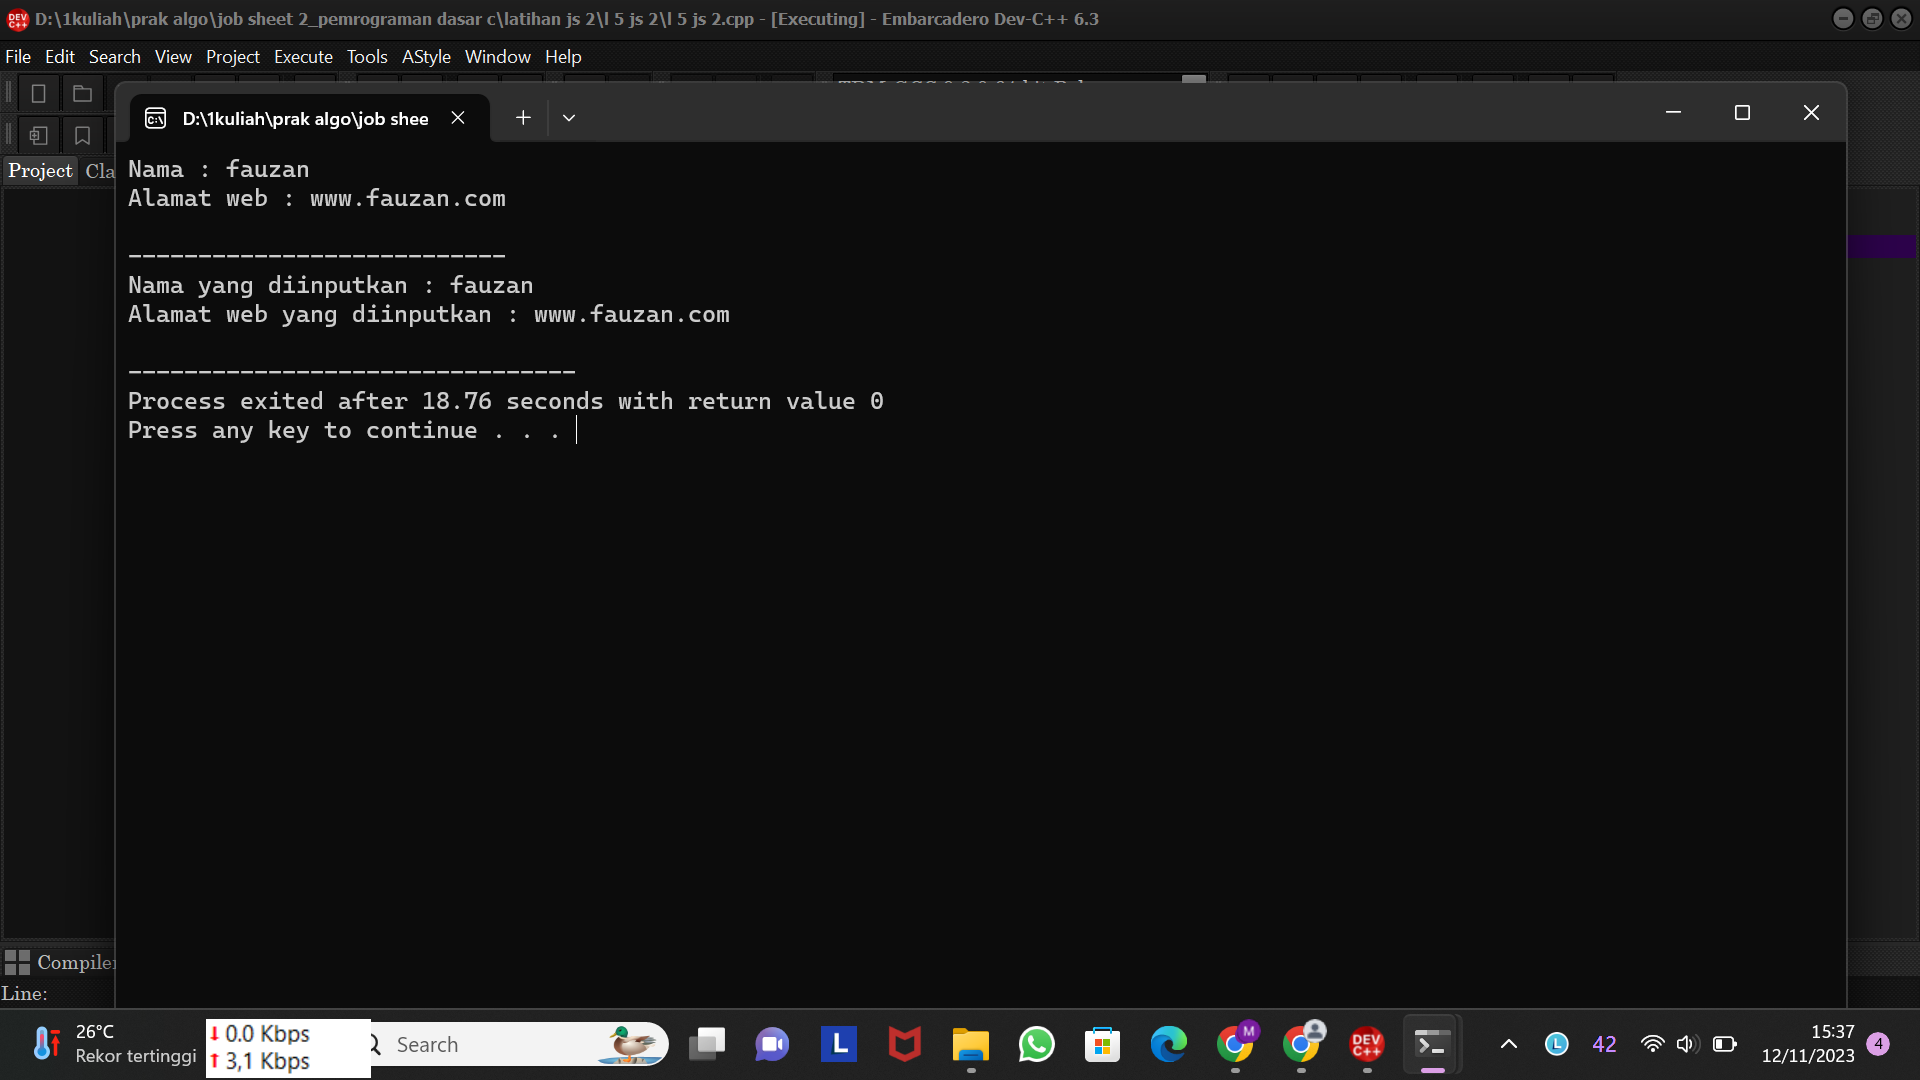 D:\1kuliah\prak algo\job sheet 2_pemrograman dasar c\latihan js 2\l 5 js 2\l 5 js 2.cpp - [Executing] - Embarcadero Dev-C++ 6.3
File Edit Search View Project Execute Tools AStyle Window Help
D:\1kuliah\prak algo\job shee
Project Cla
Nama : fauzan
Alamat web : www.fauzan.com
---------------------------
Nama yang diinputkan : fauzan
Alamat web yang diinputkan : www.fauzan.com
--------------------------------
Process exited after 18.76 seconds with return value 0
Press any key to continue . . .
Compiler
Line:
26°C
Rekor tertinggi
0.0 Kbps
3,1 Kbps
Search
L
M
DEV C++
L
42
15:37
12/11/2023
4